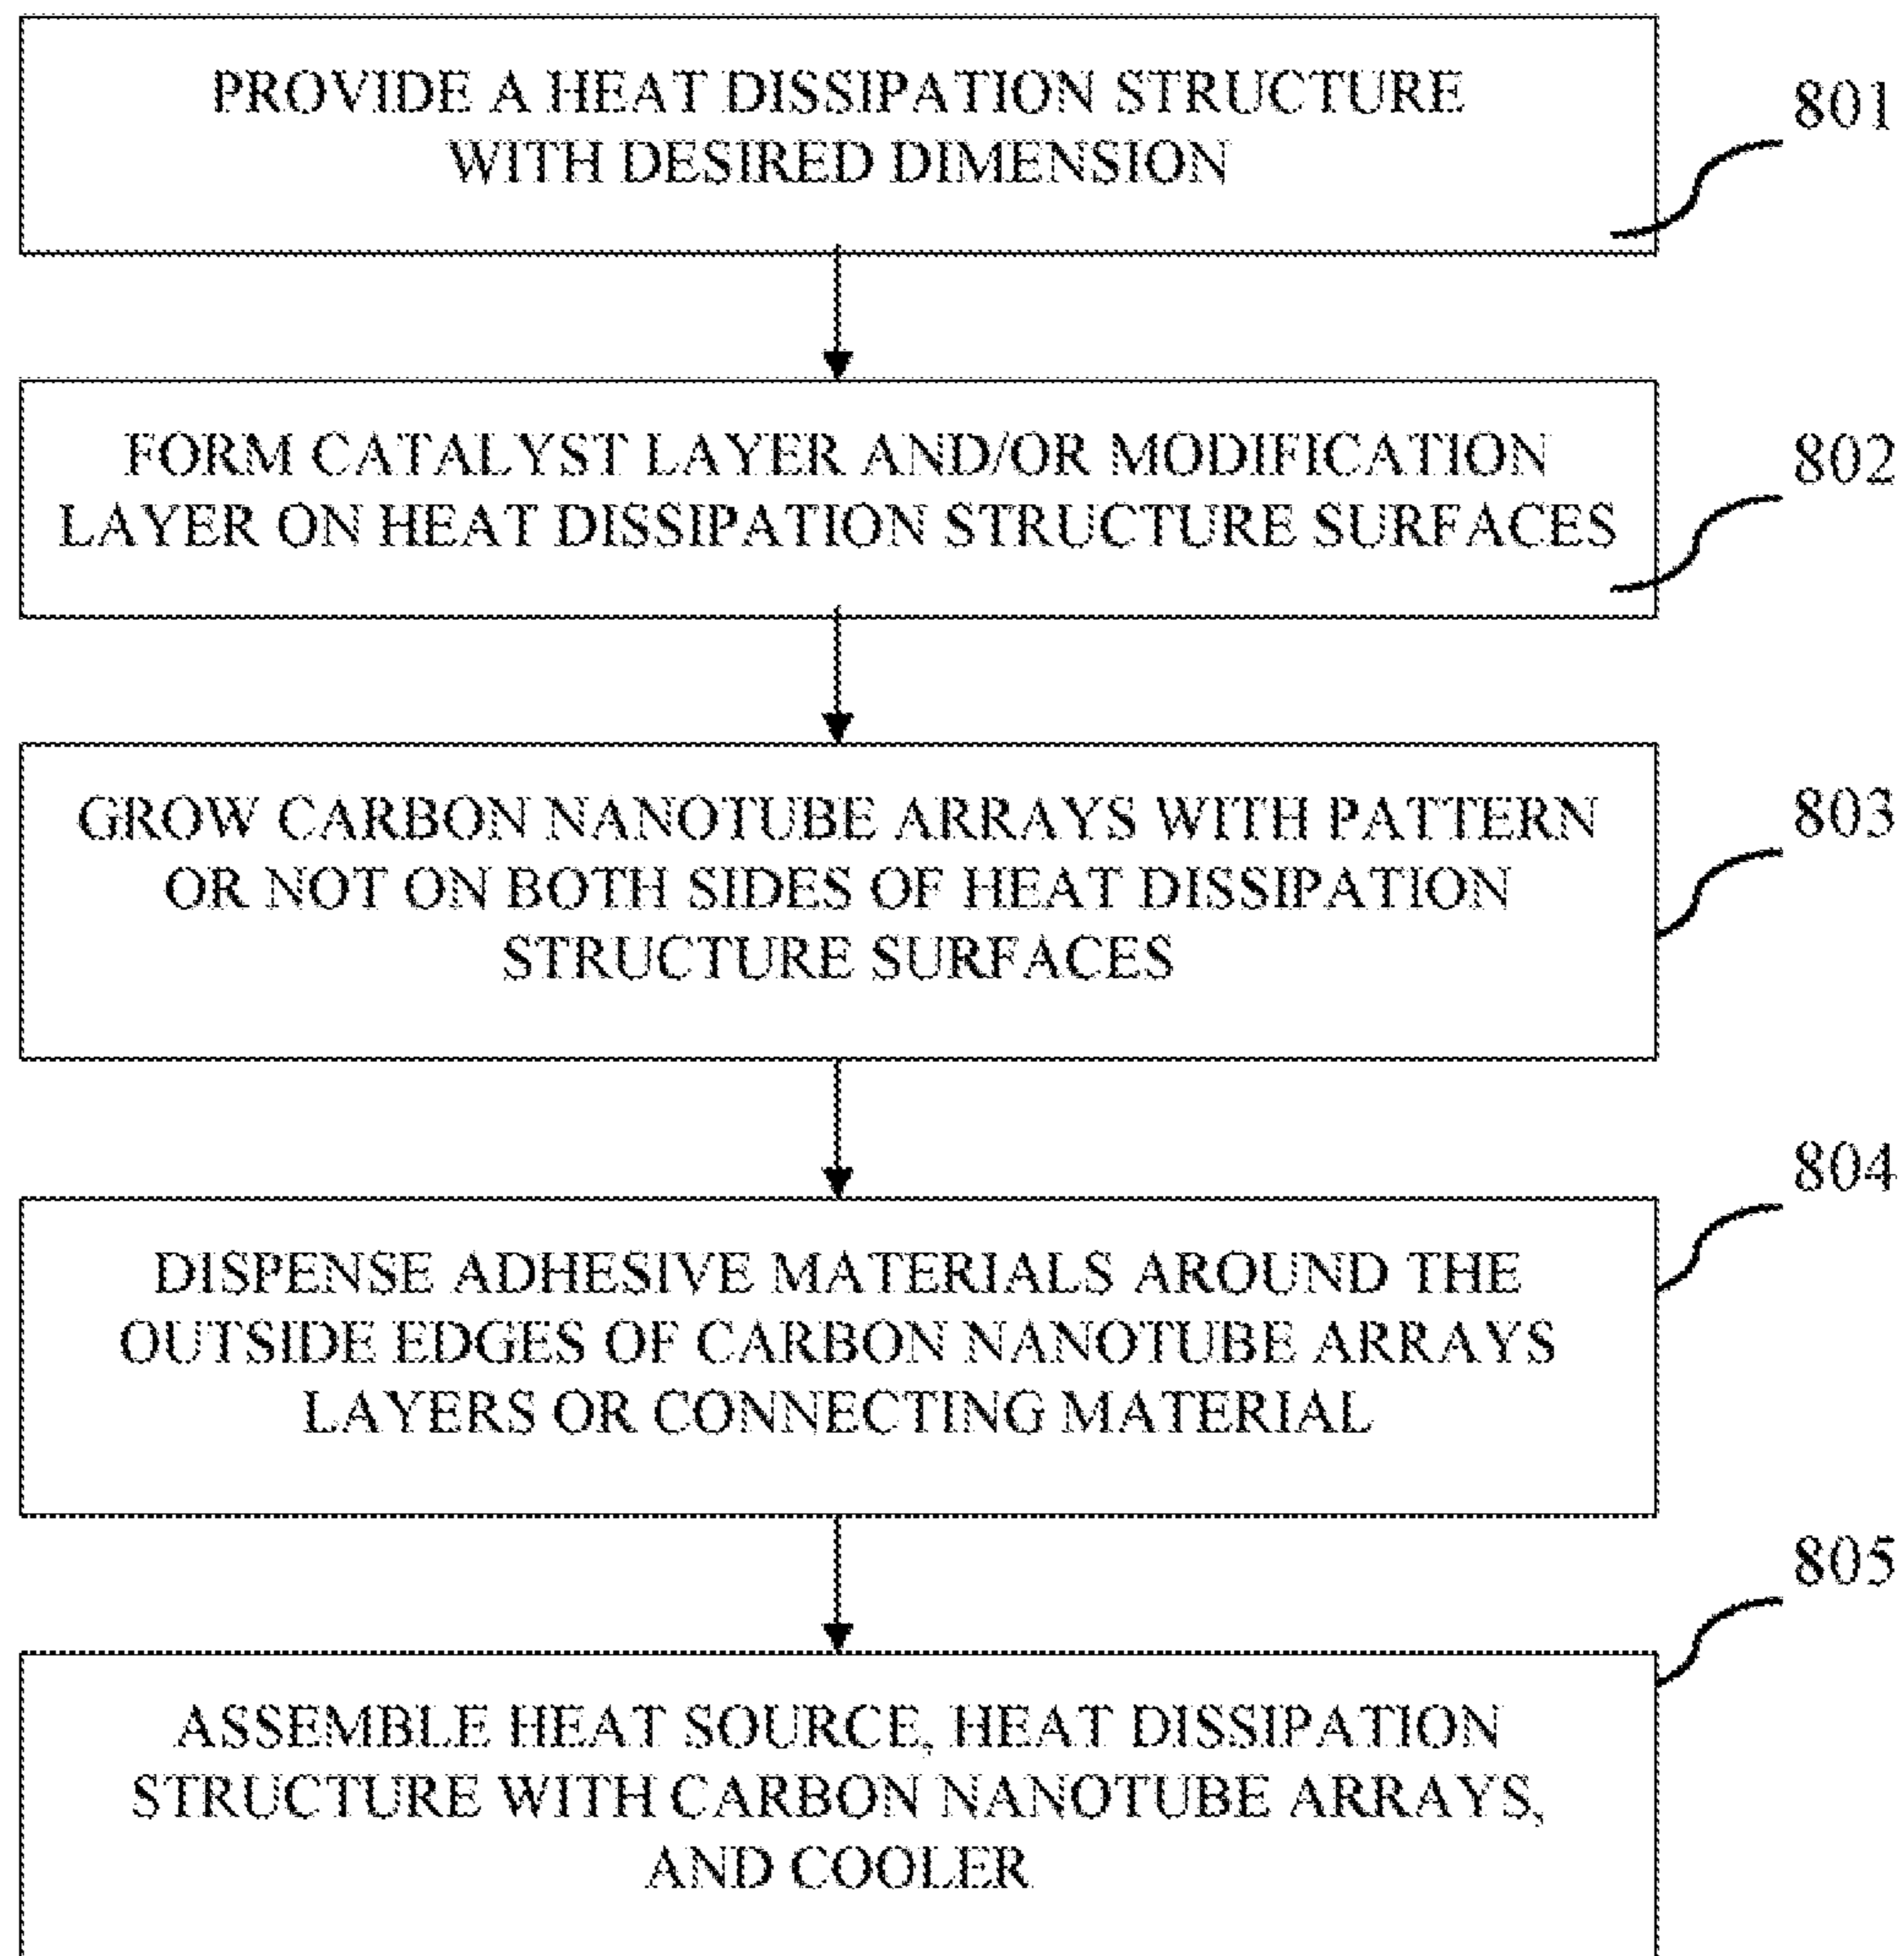 PROVIDE A HEAT DISSIPATION STRUCTURE
WITH DESIRED DIMENSION
801
FORM CATALYST LAYER AND/OR MODIFICATION
LAYER ON HEAT DISSIPATION STRUCTURE SURFACES
802
GROW CARBON NANOTUBE ARRAYS WITH PATTERN
OR NOT ON BOTH SIDES OF HEAT DISSIPATION
STRUCTURE SURFACES
803
DISPENSE ADHESIVE MATERIALS AROUND THE
OUTSIDE EDGES OF CARBON NANOTUBE ARRAYS
LAYERS OR CONNECTING MATERIAL
804
ASSEMBLE HEAT SOURCE, HEAT DISSIPATION
STRUCTURE WITH CARBON NANOTUBE ARRAYS,
AND COOLER
805